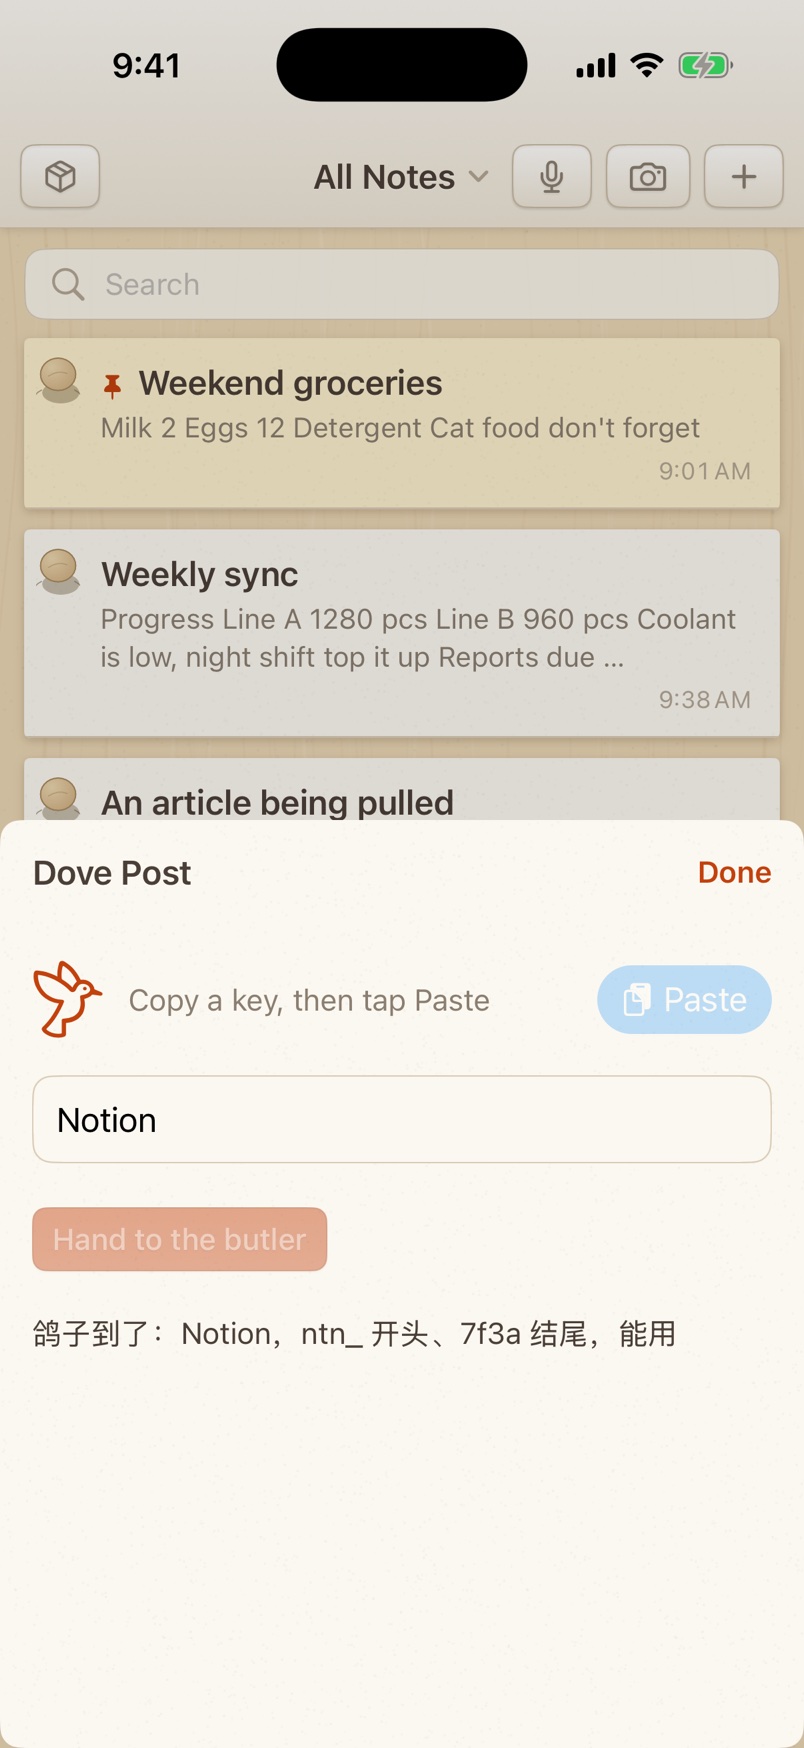 9:41
All Notes
Search
Weekend groceries
Milk 2 Eggs 12 Detergent Cat food don't forget
9:01 AM
Weekly sync
Progress Line A 1280 pcs Line B 960 pcs Coolant
is low, night shift top it up Reports due ...
9:38 AM
An article being pulled
Dove Post
Done
Copy a key, then tap Paste
Paste
Notion
Hand to the butler
鸽子到了：Notion，ntn_ 开头、7f3a 结尾，能用